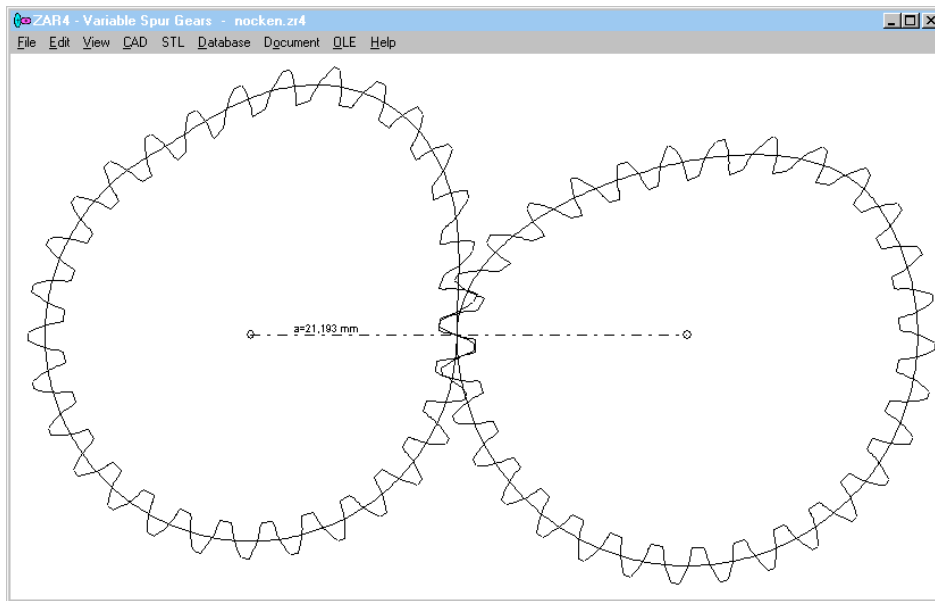 ZAR4 - Variable Spur Gears - nocken.zr4
File Edit View CAD STL Database Document OLE Help
a=21,193 mm